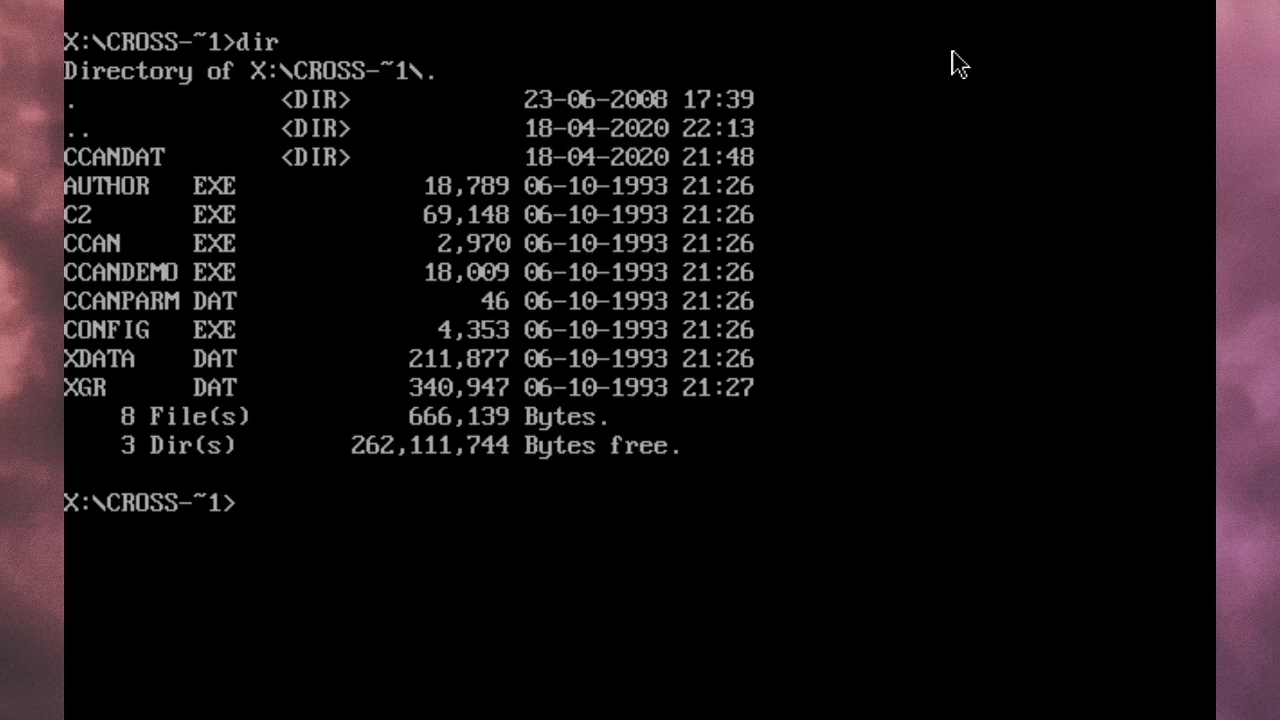 X:\CROSS-~1>dir
Directory of X:\CROSS-~1\.
. <DIR> 23-06-2008 17:39
.. <DIR> 18-04-2020 22:13
CCANDAT <DIR> 18-04-2020 21:48
AUTHOR EXE 18,789 06-10-1993 21:26
C2 EXE 69,148 06-10-1993 21:26
CCAN EXE 2,970 06-10-1993 21:26
CCANDEMO EXE 18,009 06-10-1993 21:26
CCANPARM DAT 46 06-10-1993 21:26
CONFIG EXE 4,353 06-10-1993 21:26
XDATA DAT 211,877 06-10-1993 21:26
XGR DAT 340,947 06-10-1993 21:27
8 File(s) 666,139 Bytes.
3 Dir(s) 262,111,744 Bytes free.
X:\CROSS-~1>